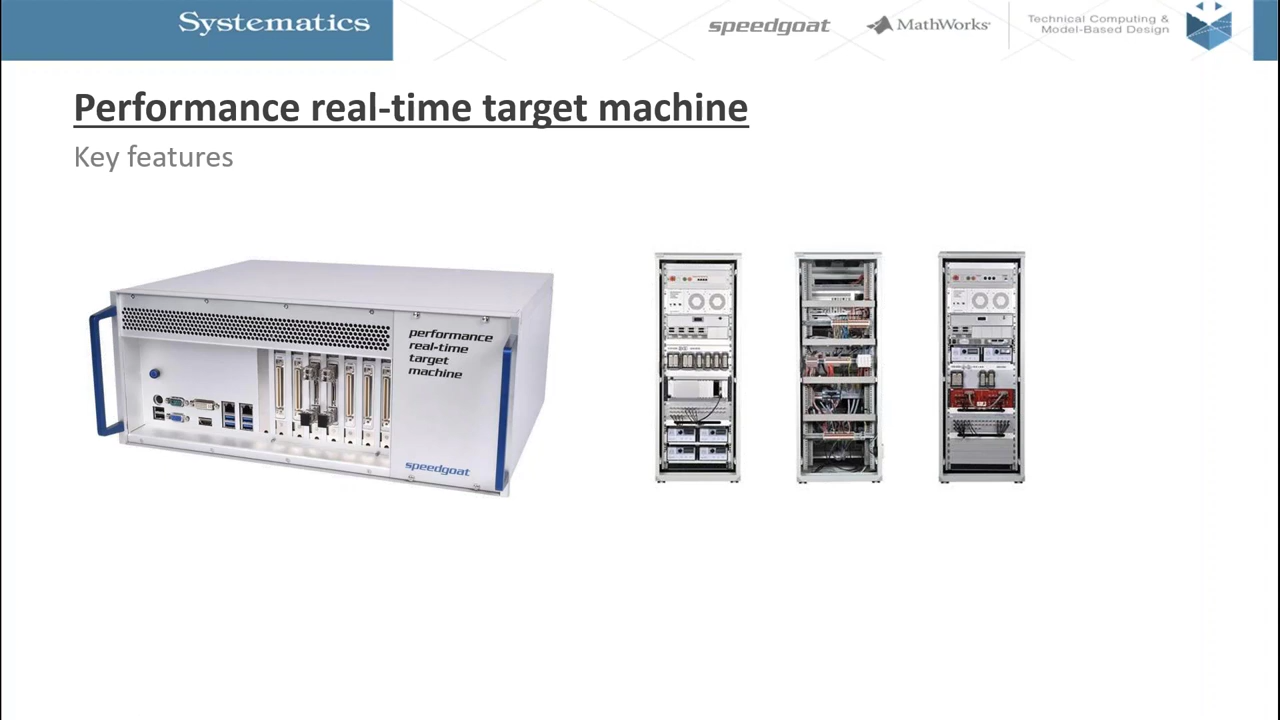 Systematics
speedgoat
MathWorks
Technical Computing &
Model-Based Design
Performance real-time target machine
Key features
performance
real-time
target
machine
speedgoat